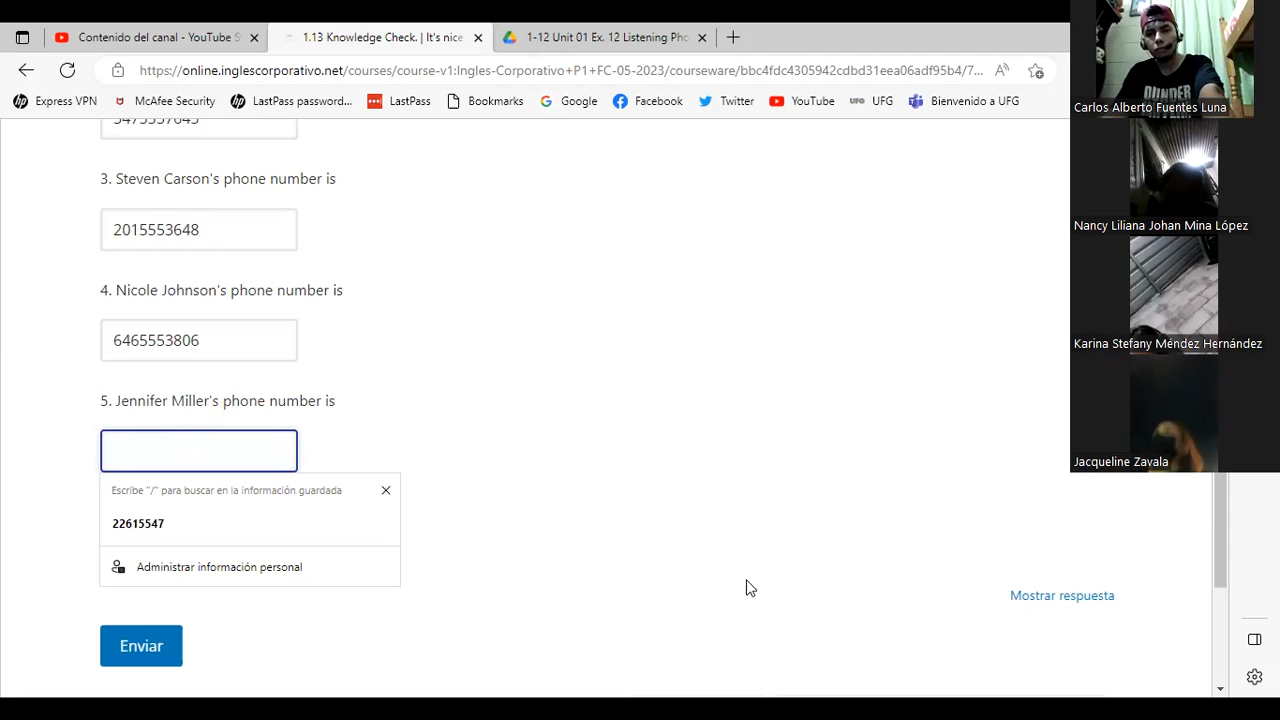 Contenido del canal - YouTube S
1.13 Knowledge Check. | It's nice
1-12 Unit 01 Ex. 12 Listening Pho
https://online.inglescorporativo.net/courses/course-v1:Ingles-Corporativo+P1+FC-05-2023/courseware/bbc4fdc4305942cdbd31eea06adf95b4/7...
Express VPN
McAfee Security
LastPass password...
LastPass
Bookmarks
Google
Facebook
Twitter
YouTube
UFG
Bienvenido a UFG
3. Steven Carson's phone number is
2015553648
4. Nicole Johnson's phone number is
6465553806
5. Jennifer Miller's phone number is
Escribe "/" para buscar en la información guardada
22615547
Administrar información personal
Mostrar respuesta
Enviar
Carlos Alberto Fuentes Luna
Nancy Liliana Johan Mina López
Karina Stefany Méndez Hernández
Jacqueline Zavala